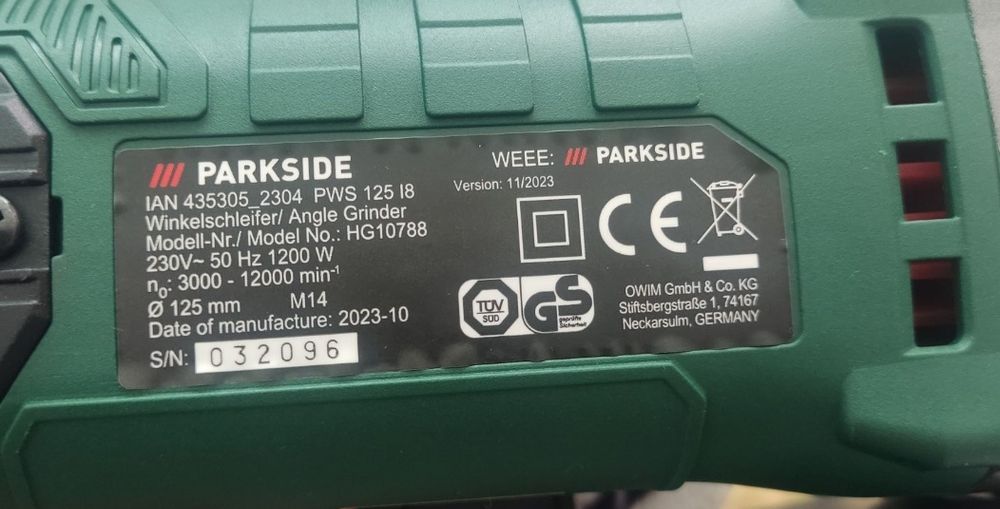 PARKSIDE
IAN 435305_2304 PWS 125 I8
Winkelschleifer/ Angle Grinder
Modell-Nr./ Model No.: HG10788
230V~ 50 Hz 1200 W
n₀: 3000 - 12000 min⁻¹
Ø 125 mm M14
Date of manufacture: 2023-10
S/N: 032096
WEEE: PARKSIDE
Version: 11/2023
CE
TÜV
SÜD
GS
geprüfte
Sicherheit
OWIM GmbH & Co. KG
Stiftsbergstraße 1, 74167
Neckarsulm, GERMANY